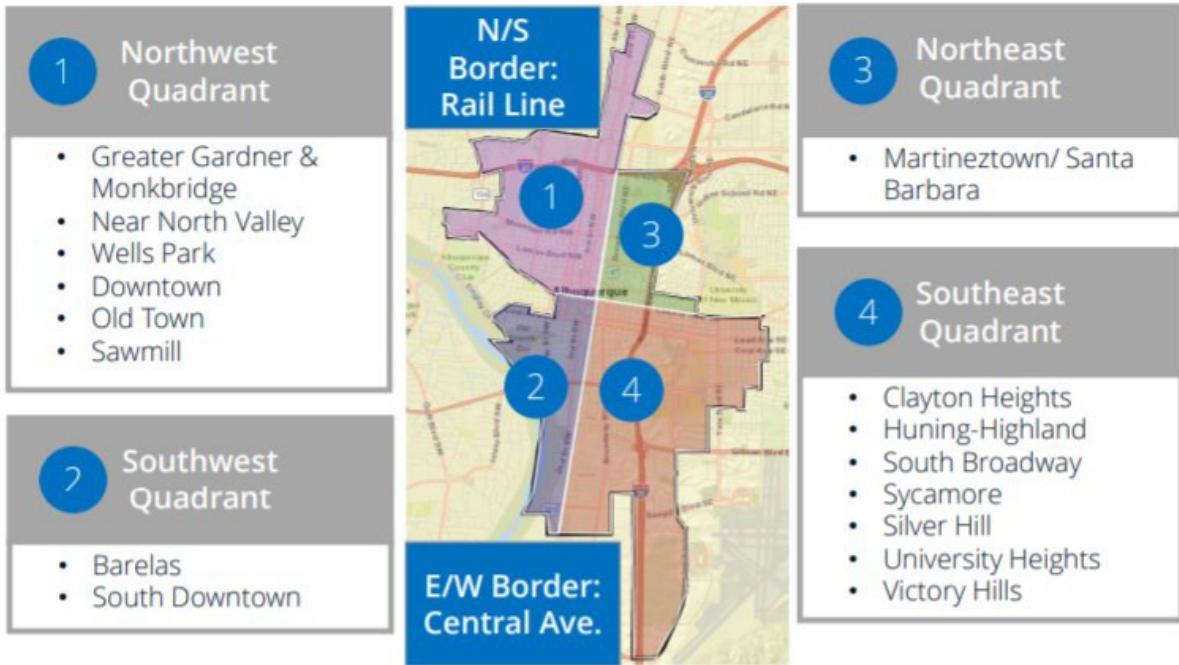 1
Northwest
Quadrant
• Greater Gardner &
Monkbridge
• Near North Valley
• Wells Park
• Downtown
• Old Town
• Sawmill
2
Southwest
Quadrant
• Barelas
• South Downtown
N/S
Border:
Rail Line
1
3
Albuquerque
2
4
E/W Border:
Central Ave.
3
Northeast
Quadrant
• Martineztown/ Santa
Barbara
4
Southeast
Quadrant
• Clayton Heights
• Huning-Highland
• South Broadway
• Sycamore
• Silver Hill
• University Heights
• Victory Hills